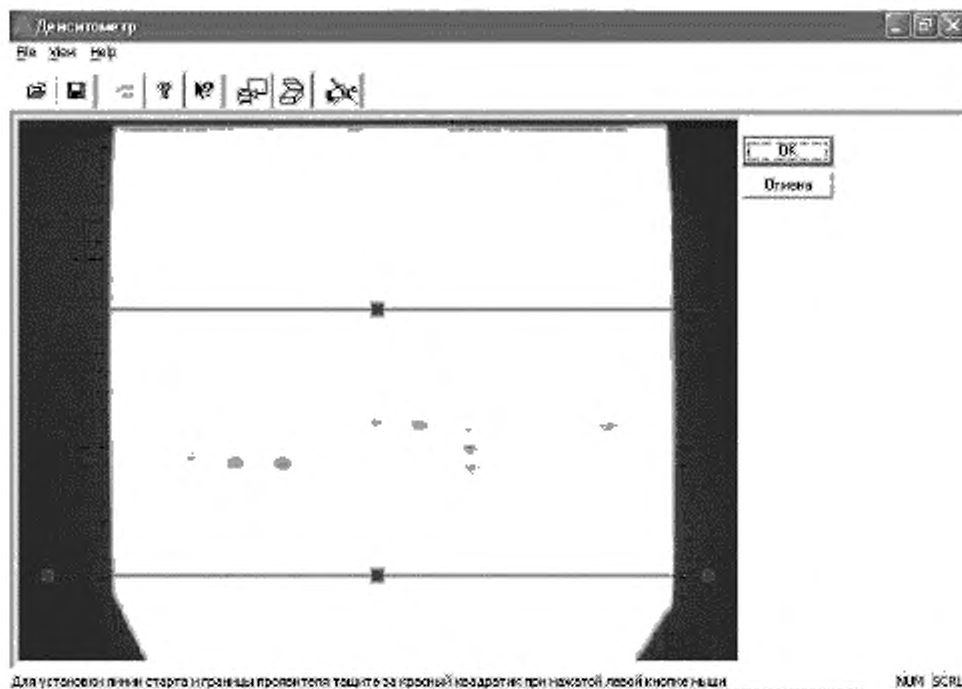 Денситометр
File View Help
OK
Отмена
Для установки линии старта и границы проявителя тащите за красный квадратик при нажатой левой кнопке мыши
NUM SCRL